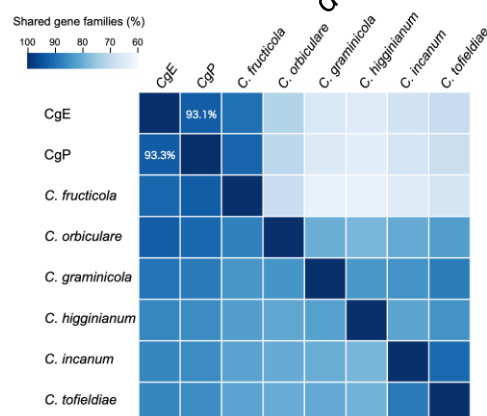 d
Shared gene families (%)
100 90 80 70 60
CgE CgP C. fructicola C. orbiculare C. graminicola C. higginianum C. incanum C. tofieldiae
CgE 93.1%
CgP 93.3%
C. fructicola
C. orbiculare
C. graminicola
C. higginianum
C. incanum
C. tofieldiae